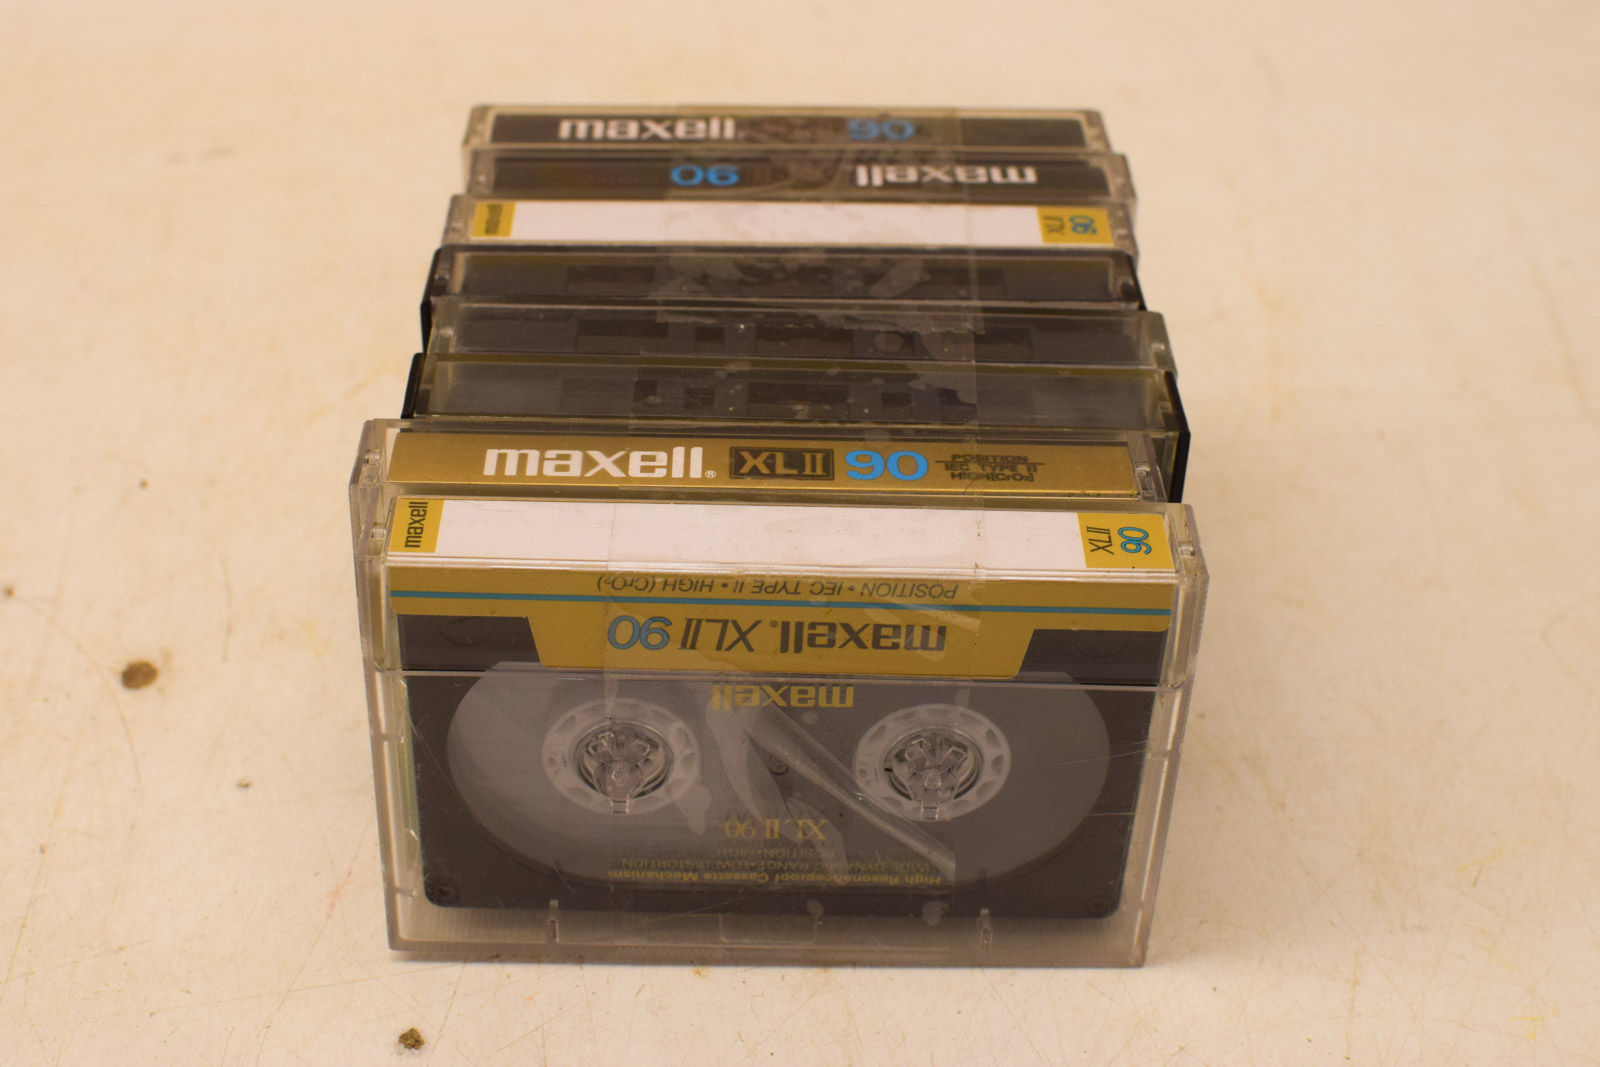 maxell 90
90 maxell
maxell XLII 90
maxell® XL II 90 POSITION
IEC TYPE II
HIGH[CrO₂]
maxell XLII 90
POSITION • IEC TYPE II • HIGH (CrO₂)
maxell® XLII 90
maxell
XL II 90
POSITION•HIGH
WIDE DYNAMIC RANGE•LOW DISTORTION
High Resonanceproof Cassette Mechanism